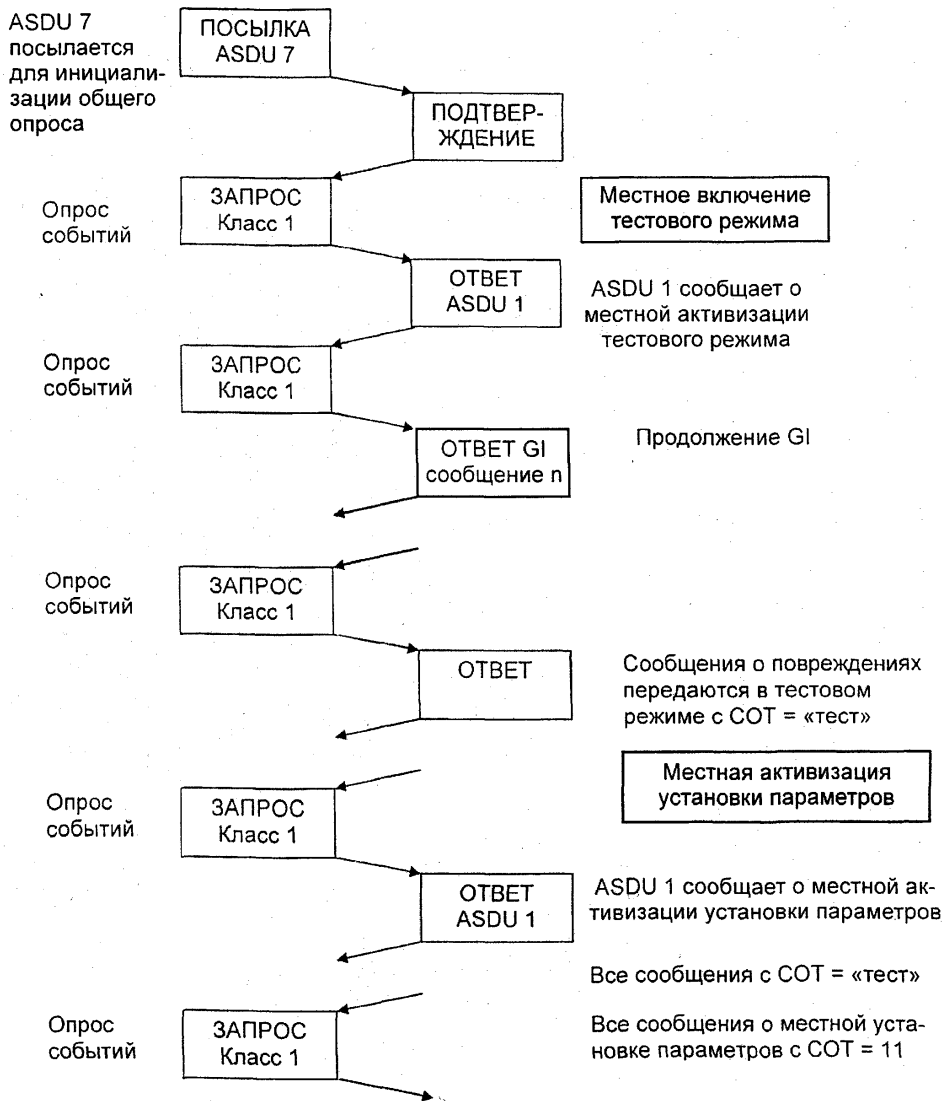 ASDU 7
посылается
для инициали-
зации общего
опроса
ПОСЫЛКА
ASDU 7
ПОДТВЕР-
ЖДЕНИЕ
Опрос
событий
ЗАПРОС
Класс 1
Местное включение
тестового режима
ОТВЕТ
ASDU 1
ASDU 1 сообщает о
местной активизации
тестового режима
Опрос
событий
ЗАПРОС
Класс 1
ОТВЕТ GI
сообщение n
Продолжение GI
Опрос
событий
ЗАПРОС
Класс 1
ОТВЕТ
Сообщения о повреждениях
передаются в тестовом
режиме с СОТ = «тест»
Местная активизация
установки параметров
Опрос
событий
ЗАПРОС
Класс 1
ОТВЕТ
ASDU 1
ASDU 1 сообщает о местной ак-
тивизации установки параметров
Все сообщения с СОТ = «тест»
Опрос
событий
ЗАПРОС
Класс 1
Все сообщения о местной уста-
новке параметров с СОТ = 11